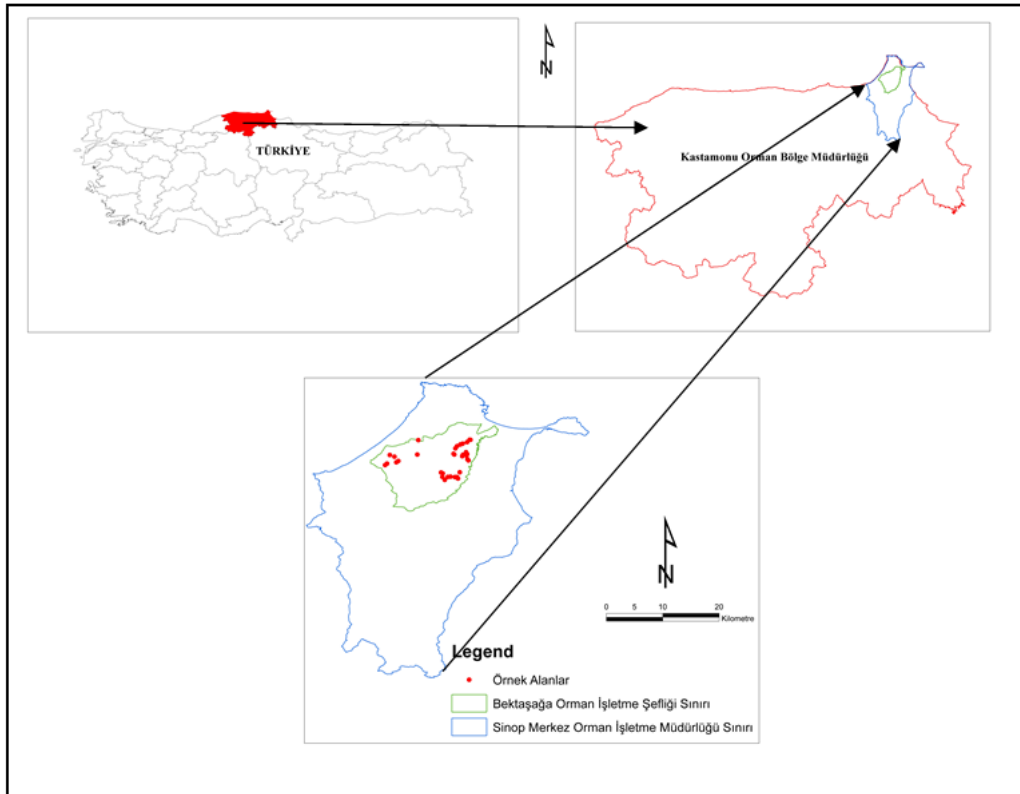 N
TÜRKİYE
Kastamonu Orman Bölge Müdürlüğü
N
0 5 10 20
Kilometre
Legend
Örnek Alanlar
Bektaşağa Orman İşletme Şefliği Sınırı
Sinop Merkez Orman İşletme Müdürlüğü Sınırı